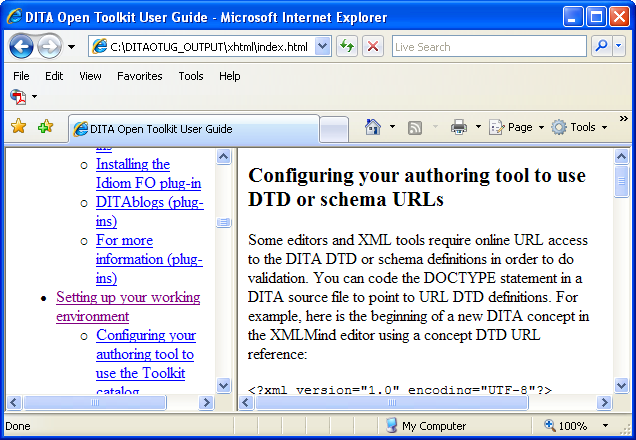 DITA Open Toolkit User Guide - Microsoft Internet Explorer
C:\DITAOTUG_OUTPUT\xhtml\index.html
Live Search
File Edit View Favorites Tools Help
DITA Open Toolkit User Guide
Page
Tools
ins
Installing the
Idiom FO plug-in
DITAblogs (plug-
ins)
For more
information (plug-
ins)
Setting up your working
environment
Configuring your
authoring tool to
use the Toolkit
catalog
Configuring your authoring tool to use
DTD or schema URLs
Some editors and XML tools require online URL access
to the DITA DTD or schema definitions in order to do
validation. You can code the DOCTYPE statement in a
DITA source file to point to URL DTD definitions. For
example, here is the beginning of a new DITA concept in
the XMLMind editor using a concept DTD URL
reference:
<?xml version="1.0" encoding="UTF-8"?>
Done
My Computer
100%